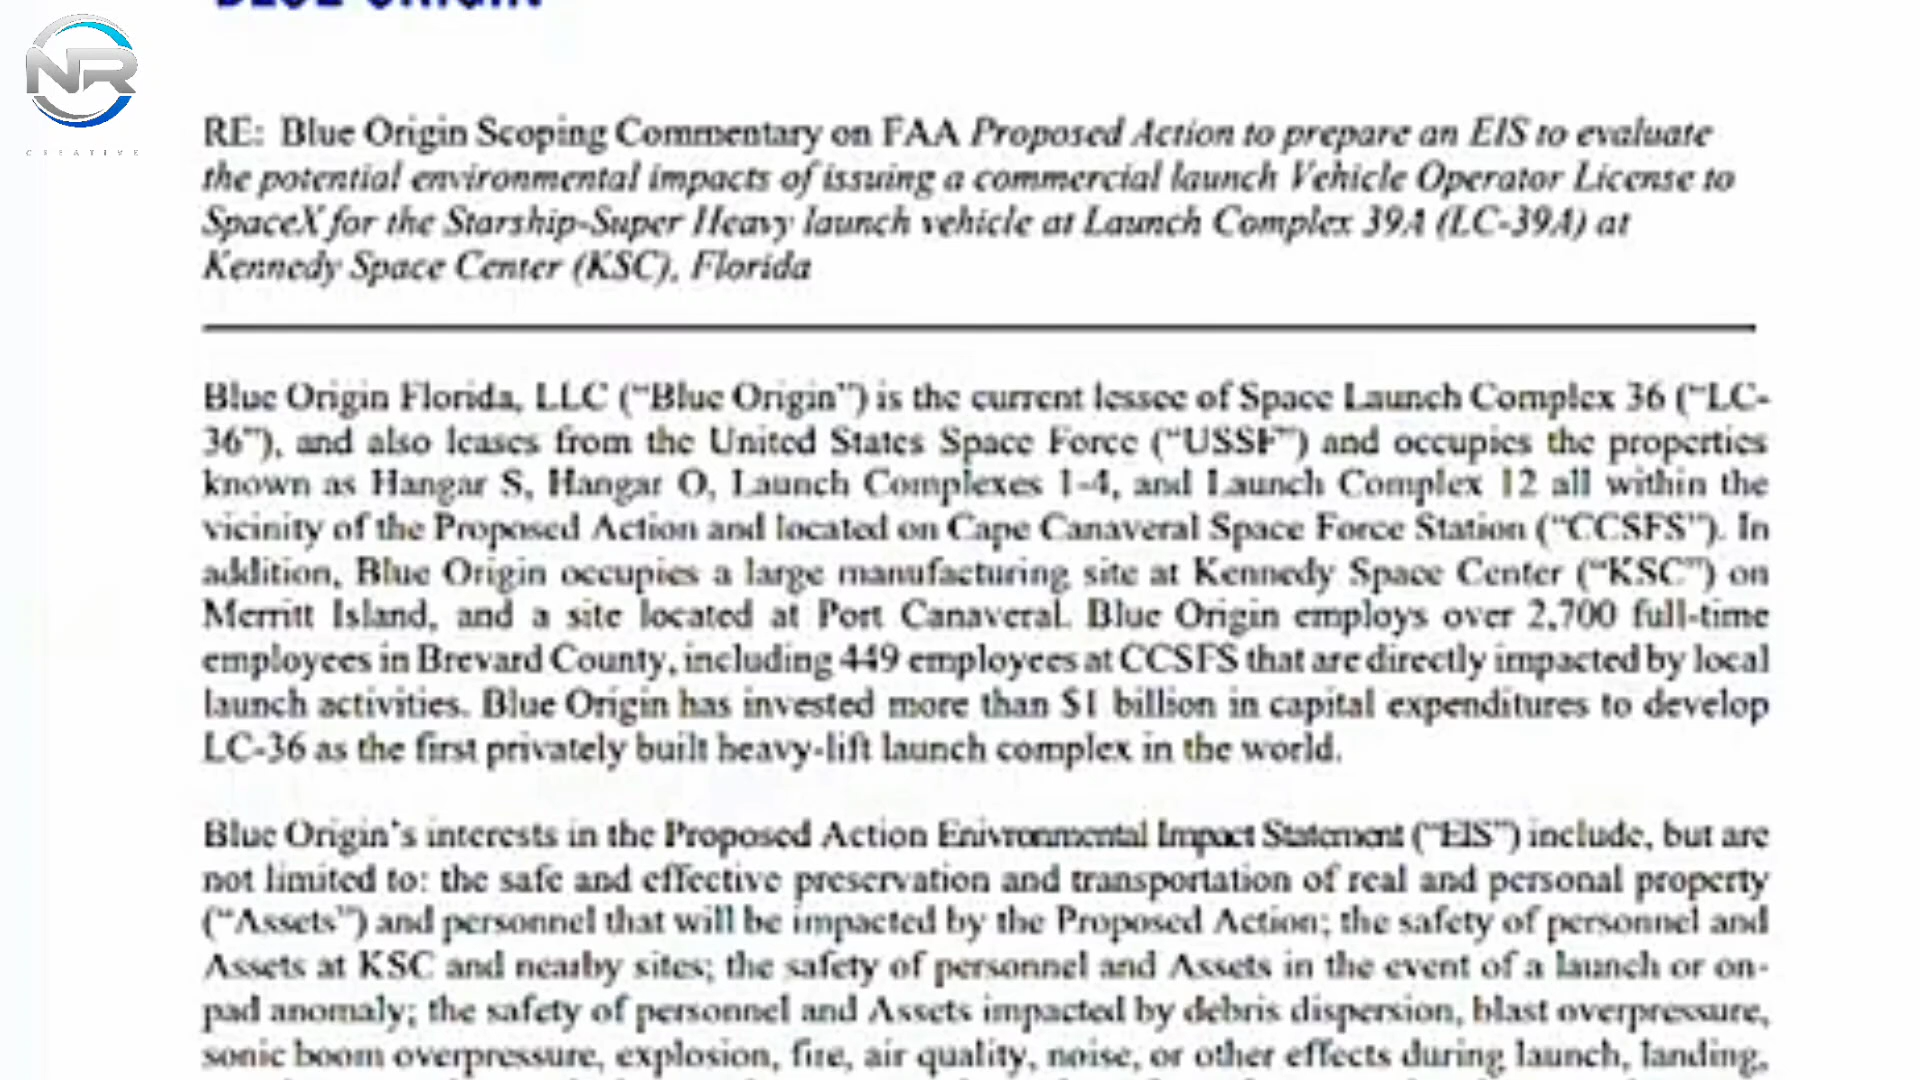 BLUE ORIGIN
NR
CREATIVE
RE: Blue Origin Scoping Commentary on FAA Proposed Action to prepare an EIS to evaluate
the potential environmental impacts of issuing a commercial launch Vehicle Operator License to
SpaceX for the Starship-Super Heavy launch vehicle at Launch Complex 39A (LC-39A) at
Kennedy Space Center (KSC), Florida
Blue Origin Florida, LLC (“Blue Origin”) is the current lessee of Space Launch Complex 36 (“LC-
36”), and also leases from the United States Space Force (“USSF”) and occupies the properties
known as Hangar S, Hangar O, Launch Complexes 1-4, and Launch Complex 12 all within the
vicinity of the Proposed Action and located on Cape Canaveral Space Force Station (“CCSFS”). In
addition, Blue Origin occupies a large manufacturing site at Kennedy Space Center (“KSC”) on
Merritt Island, and a site located at Port Canaveral. Blue Origin employs over 2,700 full-time
employees in Brevard County, including 449 employees at CCSFS that are directly impacted by local
launch activities. Blue Origin has invested more than $1 billion in capital expenditures to develop
LC-36 as the first privately built heavy-lift launch complex in the world.
Blue Origin’s interests in the Proposed Action Enivronmental Impact Statement (“EIS”) include, but are
not limited to: the safe and effective preservation and transportation of real and personal property
(“Assets”) and personnel that will be impacted by the Proposed Action; the safety of personnel and
Assets at KSC and nearby sites; the safety of personnel and Assets in the event of a launch or on-
pad anomaly; the safety of personnel and Assets impacted by debris dispersion, blast overpressure,
sonic boom overpressure, explosion, fire, air quality, noise, or other effects during launch, landing,